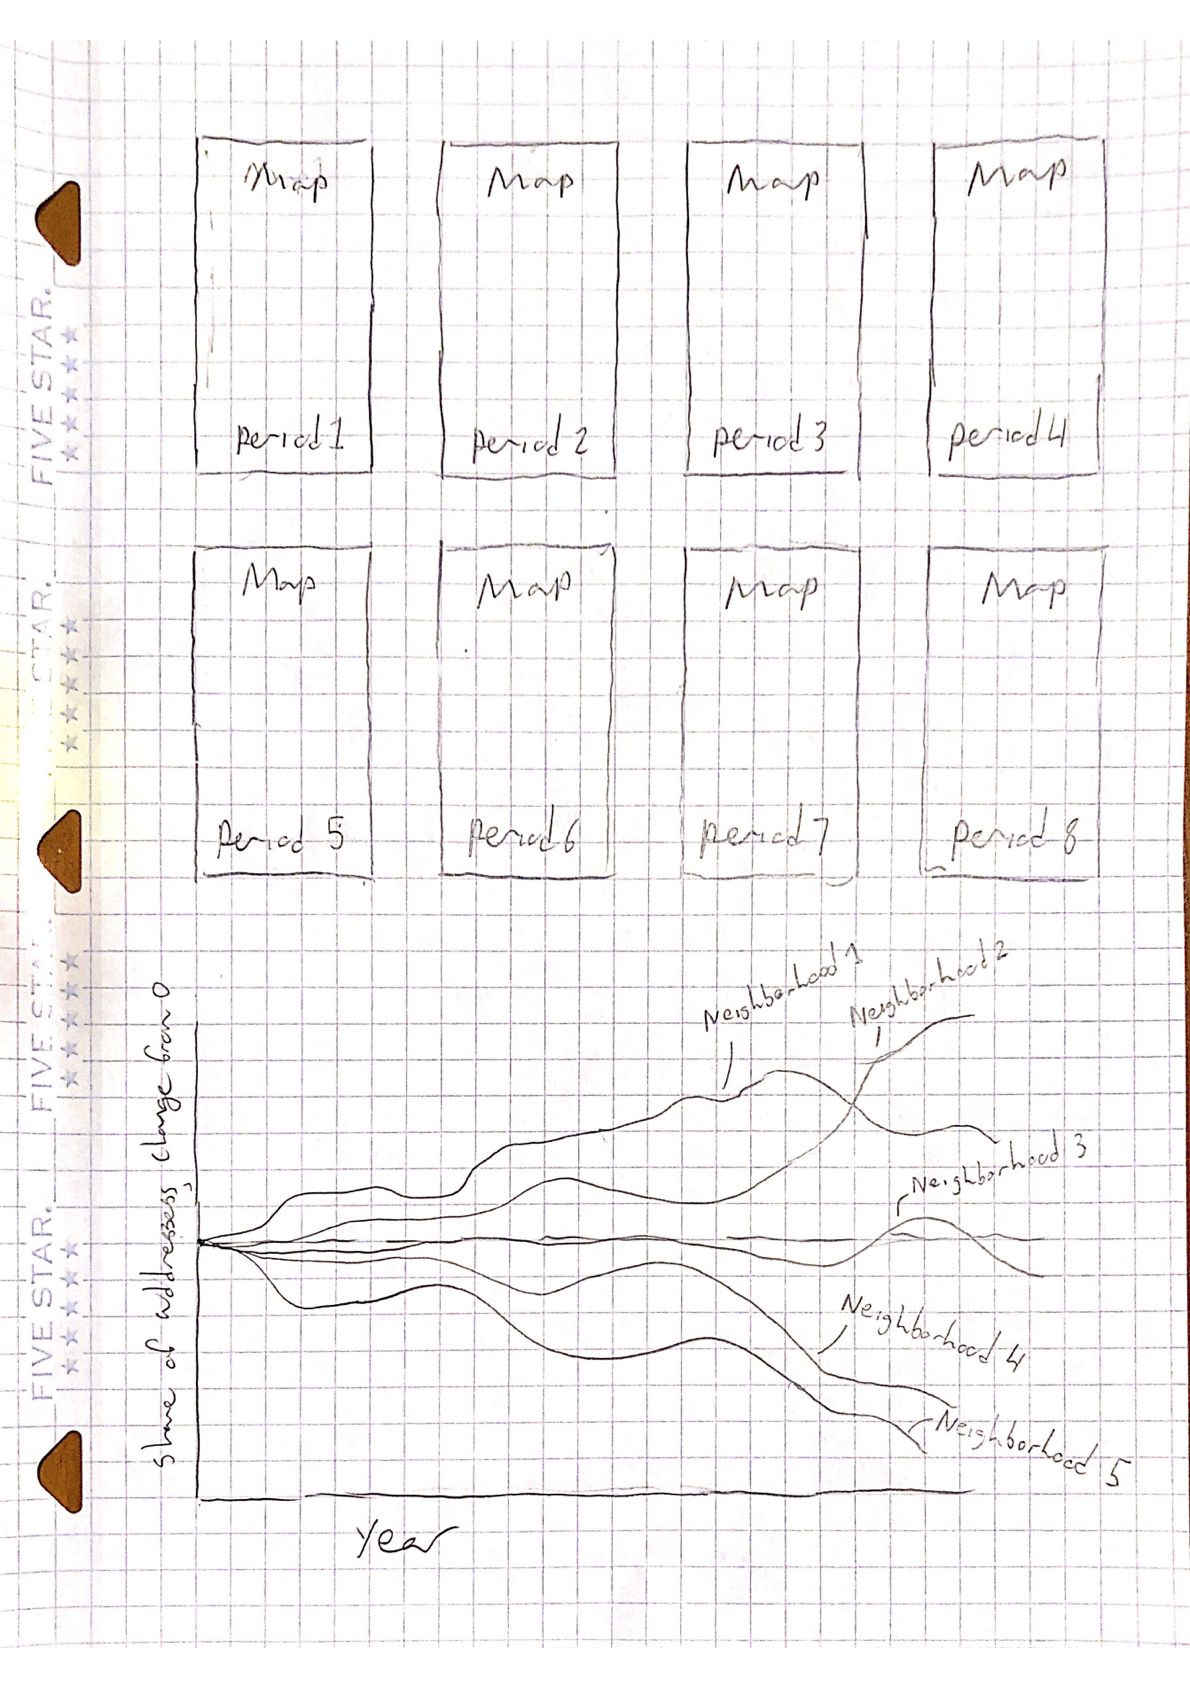 Map
Map
Map
Map
period 1
period 2
period 3
period 4
Map
Map
Map
Map
period 5
period 6
period 7
period 8
Neighborhood 1
Neighborhood 2
Neighborhood 3
Neighborhood 4
Neighborhood 5
Share of addresses, Change from 0
Year
FIVE STAR.
STAR.
FIVE STAR.
FIVE STAR.